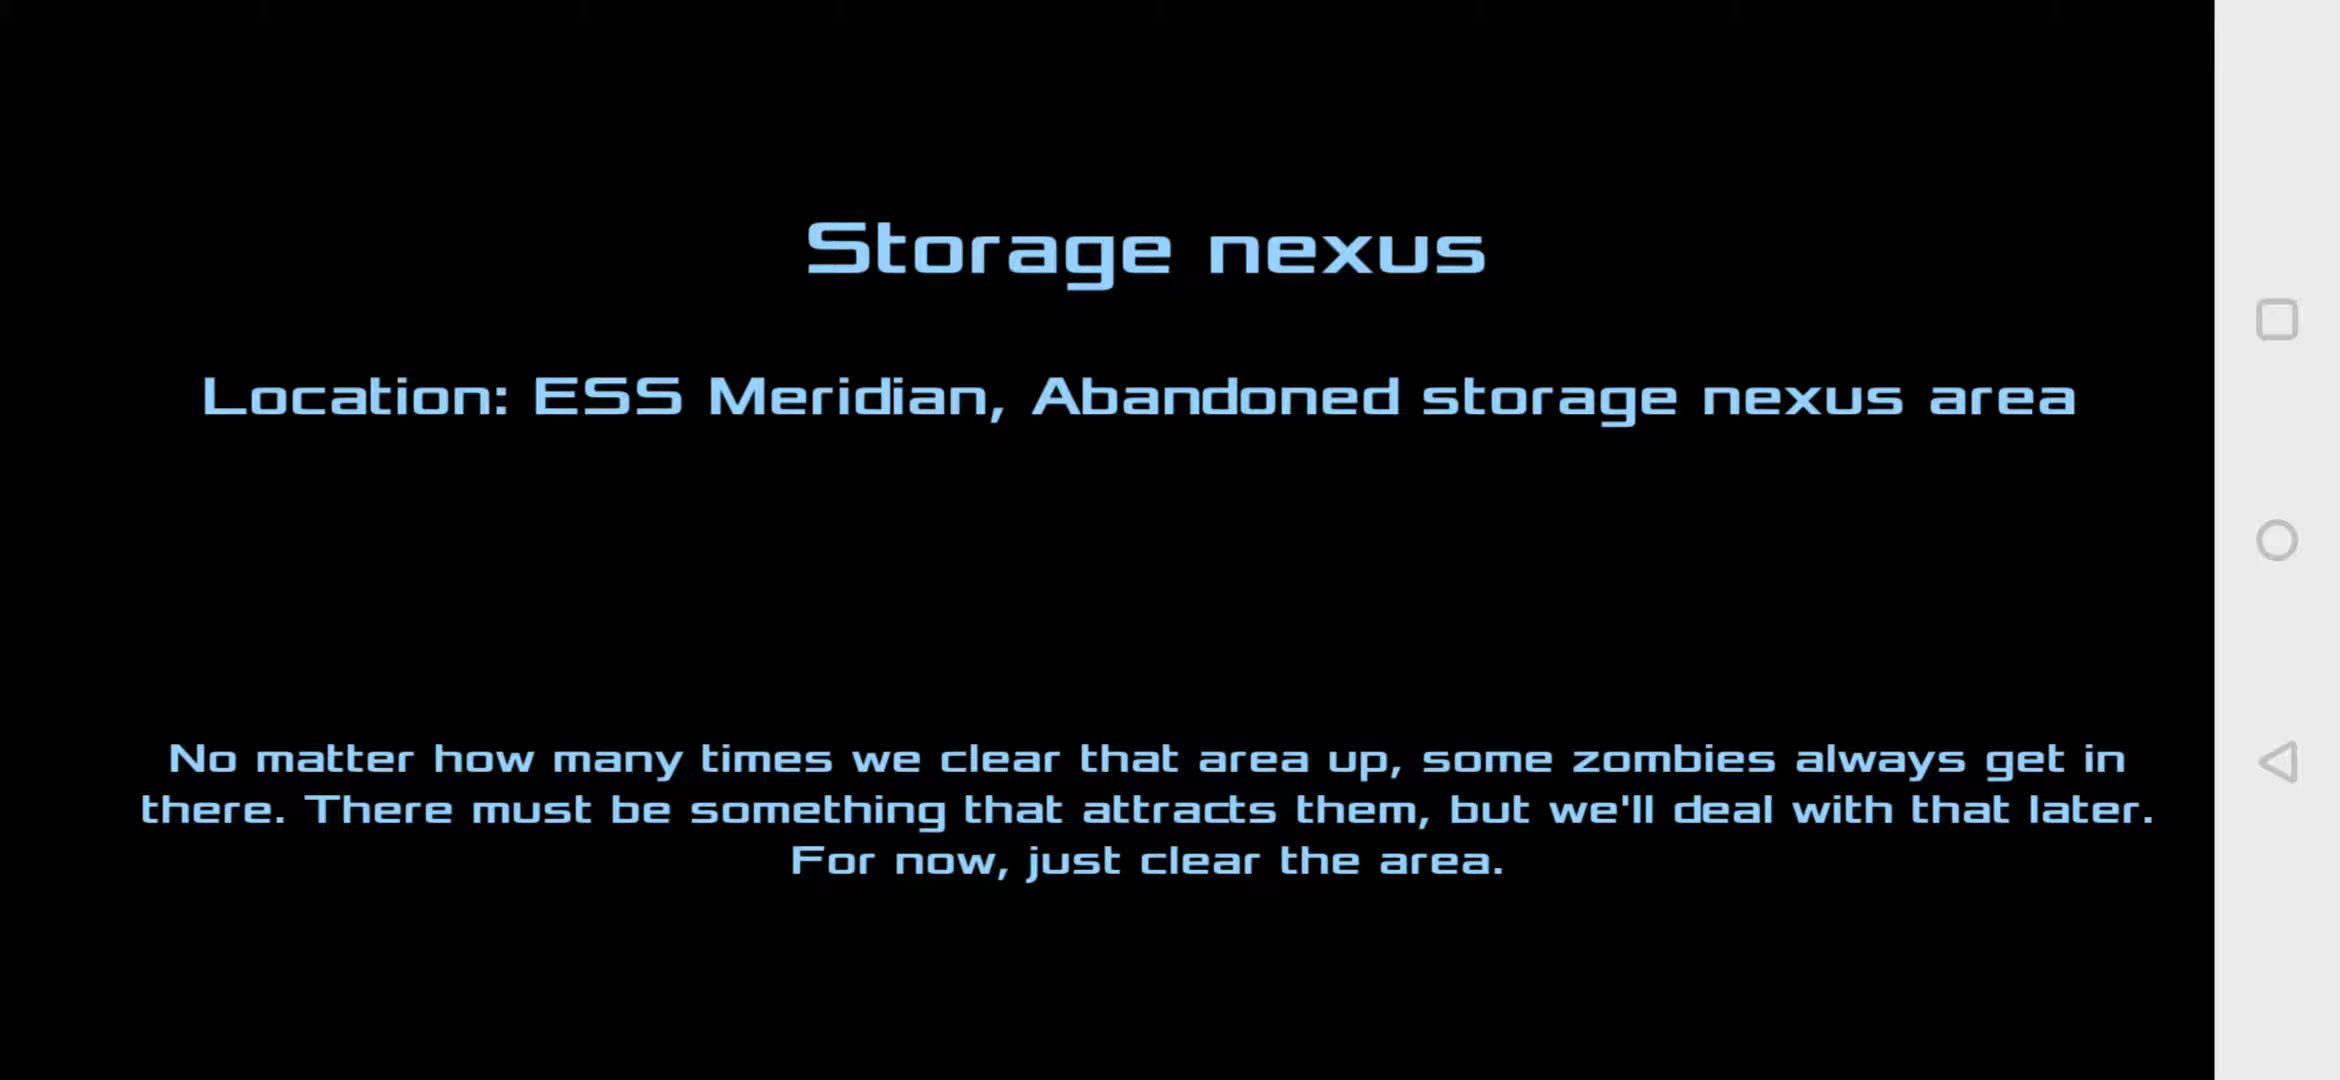 Storage nexus
Location: ESS Meridian, Abandoned storage nexus area
No matter how many times we clear that area up, some zombies always get in
there. There must be something that attracts them, but we'll deal with that later.
For now, just clear the area.